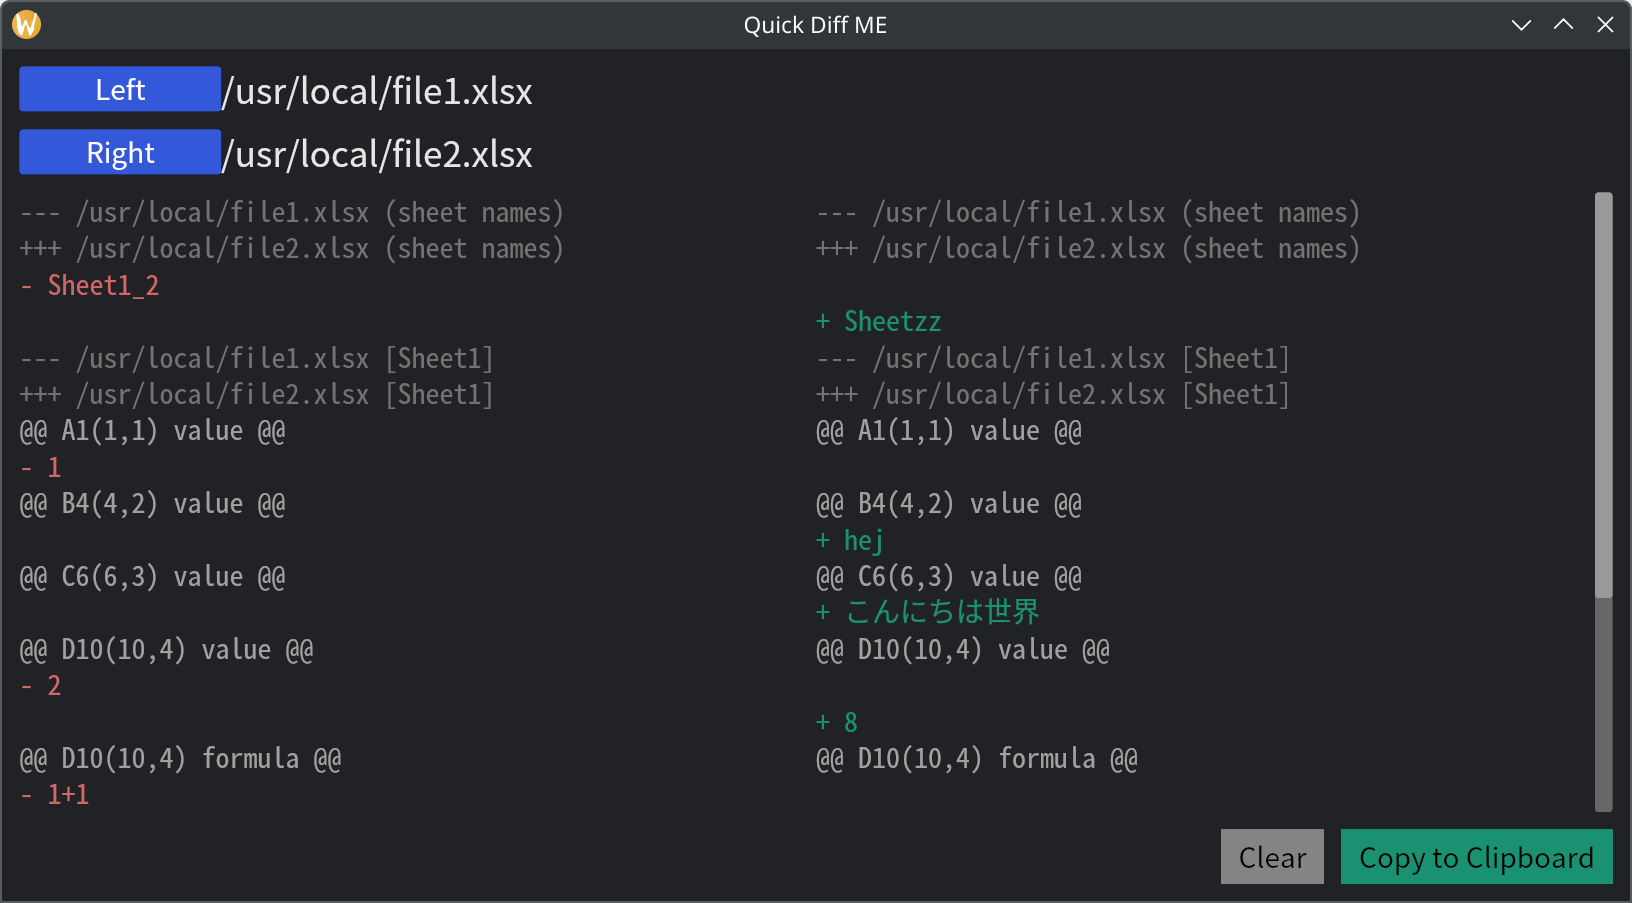 Quick Diff ME
Left /usr/local/file1.xlsx
Right /usr/local/file2.xlsx
--- /usr/local/file1.xlsx (sheet names) --- /usr/local/file1.xlsx (sheet names)
+++ /usr/local/file2.xlsx (sheet names) +++ /usr/local/file2.xlsx (sheet names)
- Sheet1_2
+ Sheetzz
--- /usr/local/file1.xlsx [Sheet1] --- /usr/local/file1.xlsx [Sheet1]
+++ /usr/local/file2.xlsx [Sheet1] +++ /usr/local/file2.xlsx [Sheet1]
@@ A1(1,1) value @@ @@ A1(1,1) value @@
- 1
@@ B4(4,2) value @@ @@ B4(4,2) value @@
+ hej
@@ C6(6,3) value @@ @@ C6(6,3) value @@
+ こんにちは世界
@@ D10(10,4) value @@ @@ D10(10,4) value @@
- 2
+ 8
@@ D10(10,4) formula @@ @@ D10(10,4) formula @@
- 1+1
Clear Copy to Clipboard